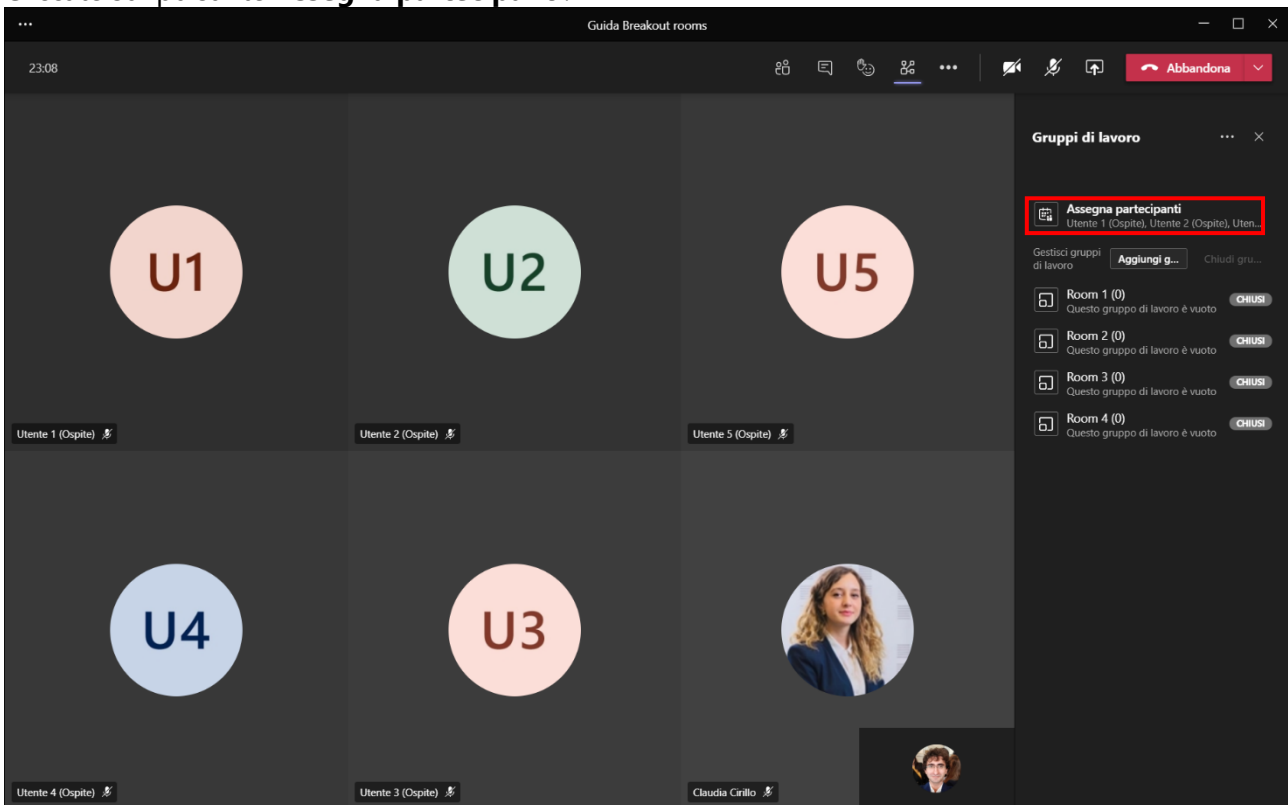 Guida Breakout rooms
23:08
Abbandona
Gruppi di lavoro
Assegna partecipanti
Utente 1 (Ospite), Utente 2 (Ospite), Uten...
Gestisci gruppi
di lavoro
Aggiungi g...
Chiudi gru...
Room 1 (0)
Questo gruppo di lavoro è vuoto
CHIUSI
Room 2 (0)
Questo gruppo di lavoro è vuoto
CHIUSI
Room 3 (0)
Questo gruppo di lavoro è vuoto
CHIUSI
Room 4 (0)
Questo gruppo di lavoro è vuoto
CHIUSI
U1
U2
U5
Utente 1 (Ospite)
Utente 2 (Ospite)
Utente 5 (Ospite)
U4
U3
Utente 4 (Ospite)
Utente 3 (Ospite)
Claudia Cirillo